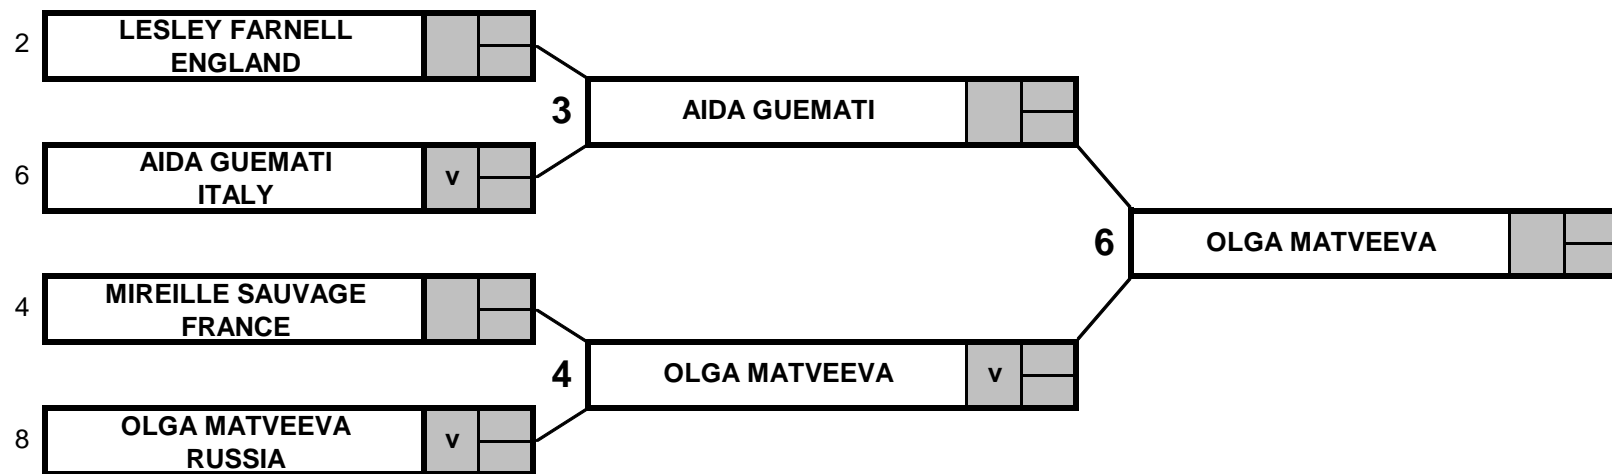 2
LESLEY FARNELL
ENGLAND
3
AIDA GUEMATI
6
AIDA GUEMATI
ITALY
v
6
OLGA MATVEEVA
4
MIREILLE SAUVAGE
FRANCE
4
OLGA MATVEEVA
v
8
OLGA MATVEEVA
RUSSIA
v